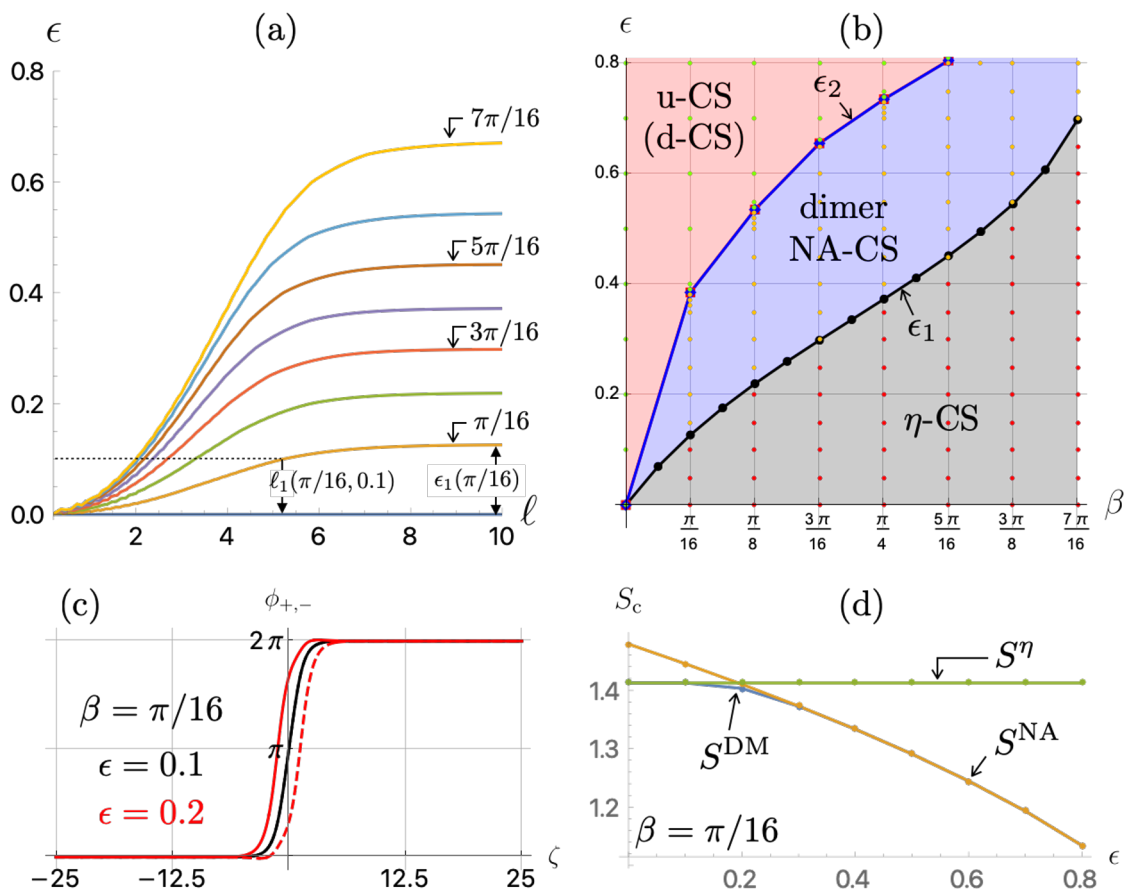 (a)
ϵ
0.8
0.6
0.4
0.2
0.0
2
4
6
8
10
ℓ
7π/16
5π/16
3π/16
π/16
ℓ₁(π/16, 0.1)
ϵ₁(π/16)
(b)
ϵ
0.8
0.6
0.4
0.2
u-CS
(d-CS)
ϵ₂
dimer
NA-CS
ϵ₁
η-CS
β
π/16
π/8
3π/16
π/4
5π/16
3π/8
7π/16
(c)
ϕ₊,₋
2π
π
β = π/16
ϵ = 0.1
ϵ = 0.2
−25
−12.5
12.5
25
ζ
(d)
S_c
1.4
1.3
1.2
S^η
S^DM
S^NA
β = π/16
0.2
0.4
0.6
0.8
ϵ